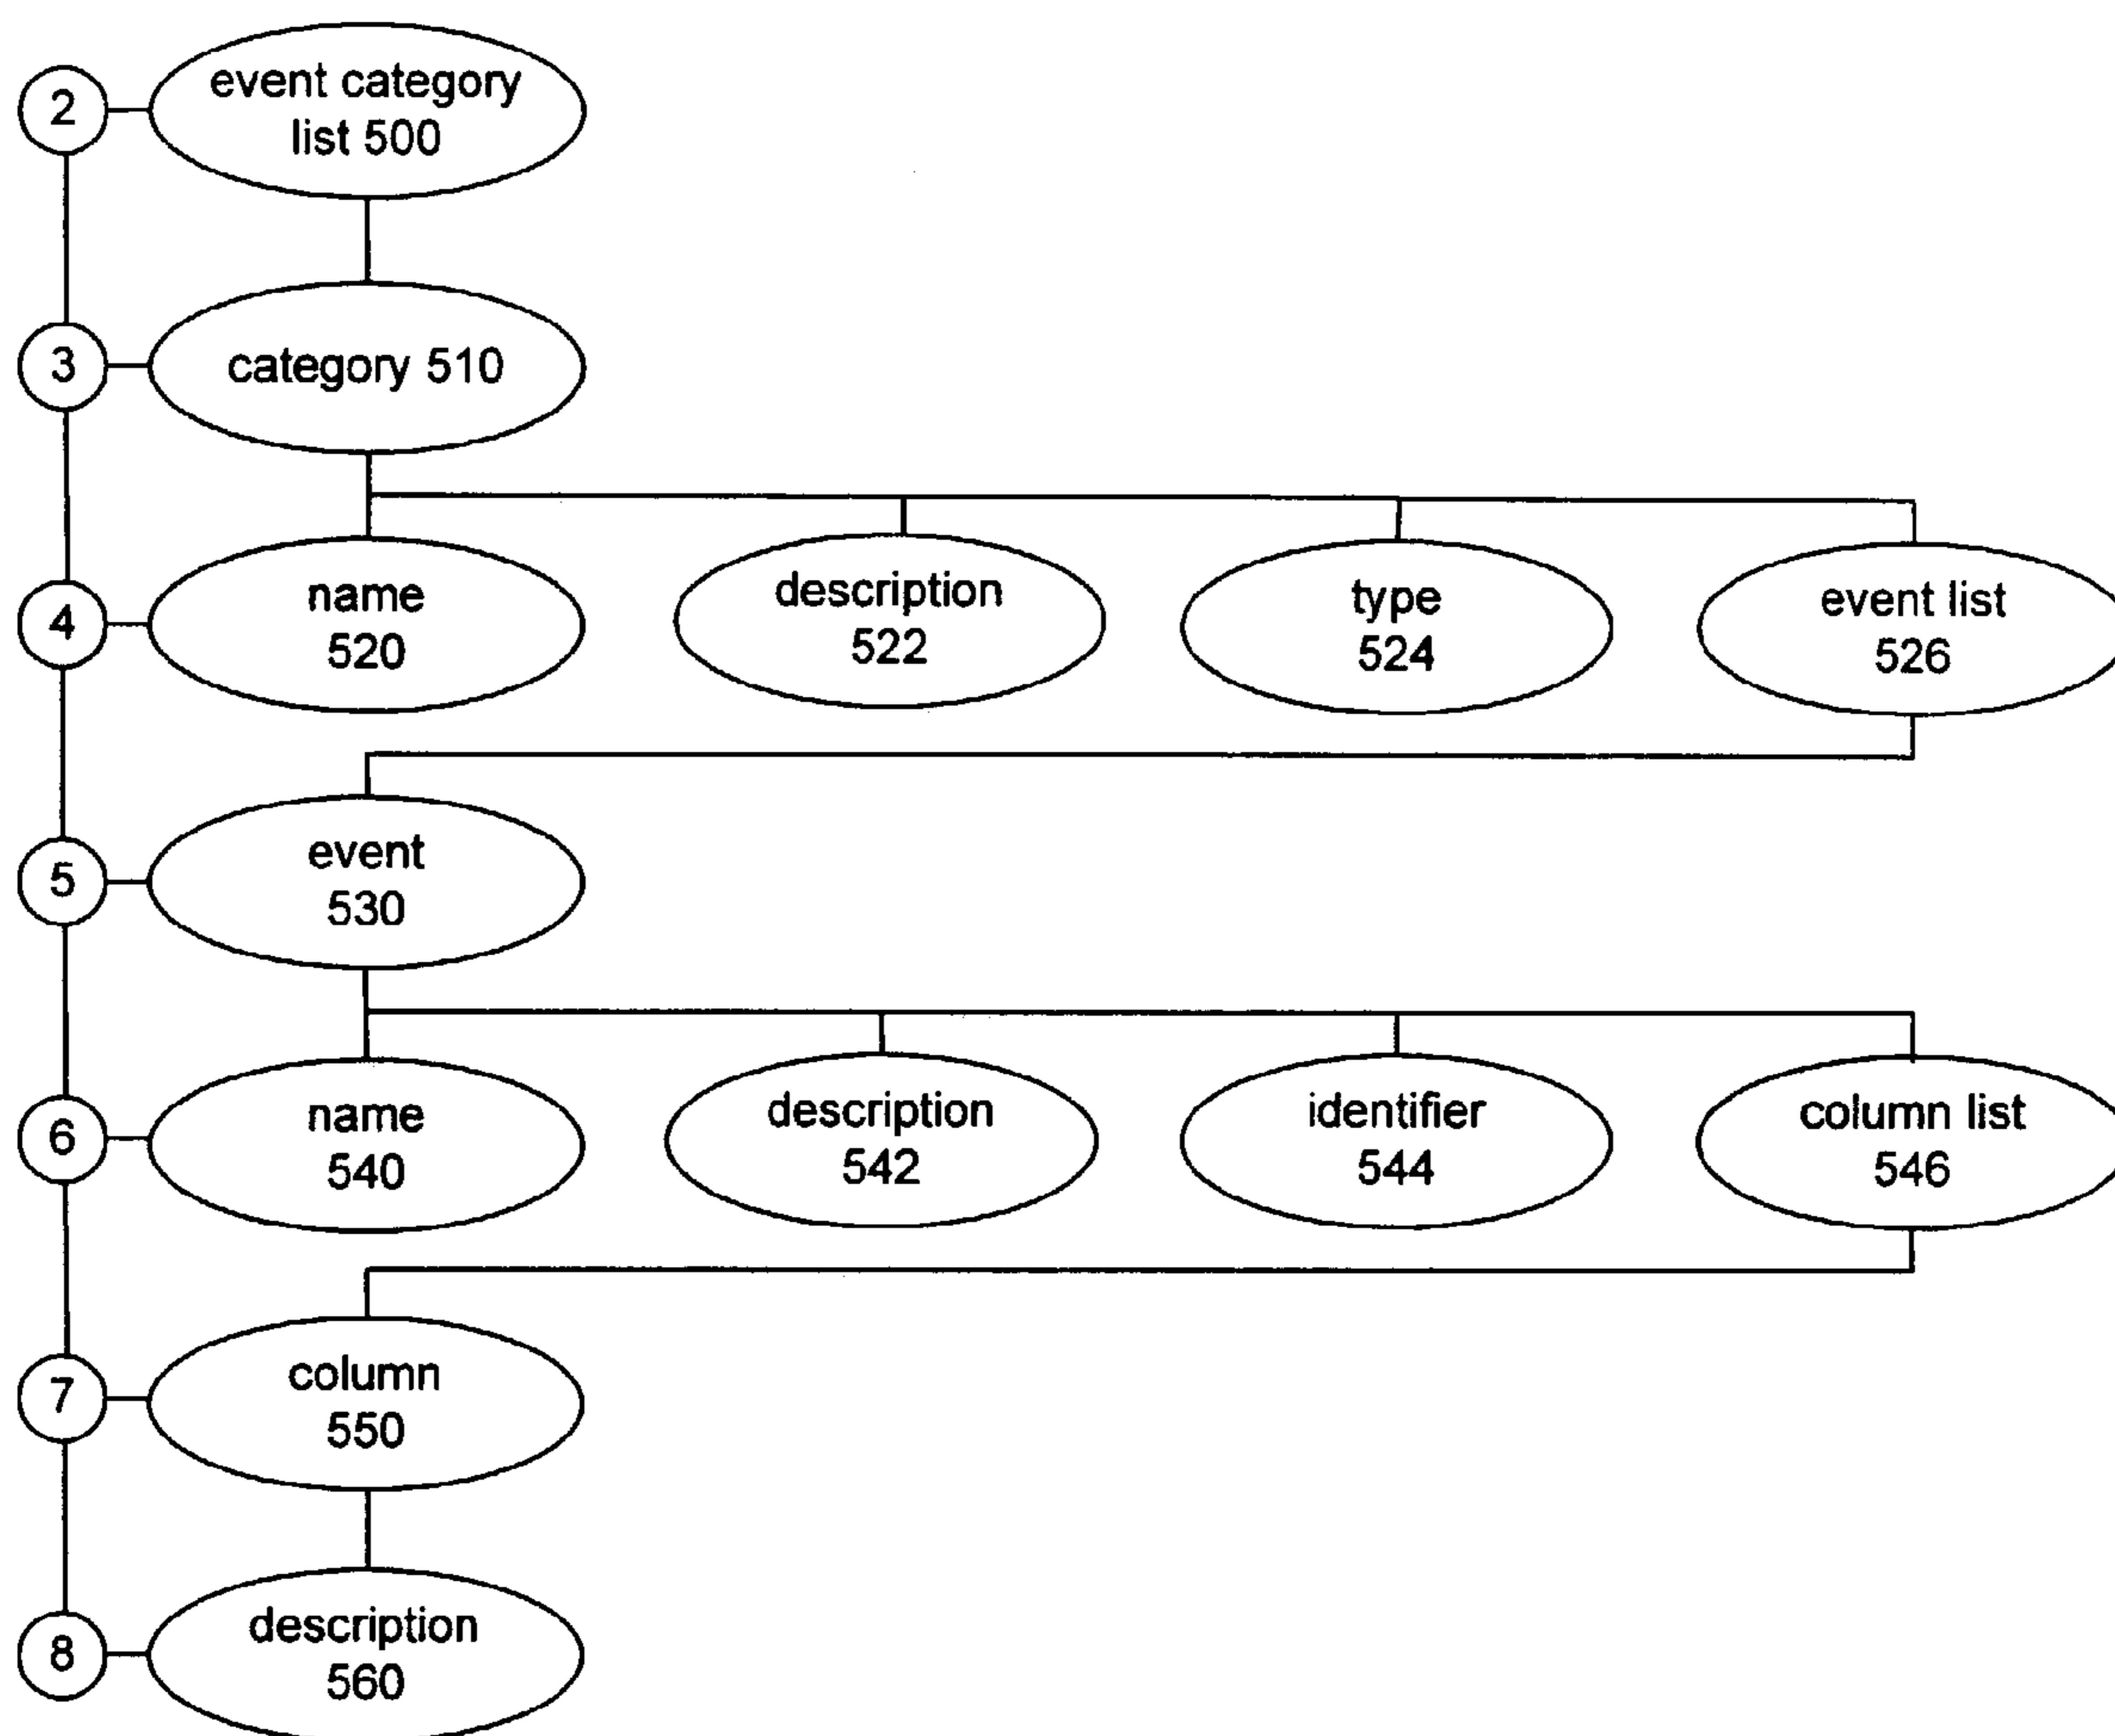 2
event category
list 500
3
category 510
4
name
520
description
522
type
524
event list
526
5
event
530
6
name
540
description
542
identifier
544
column list
546
7
column
550
8
description
560